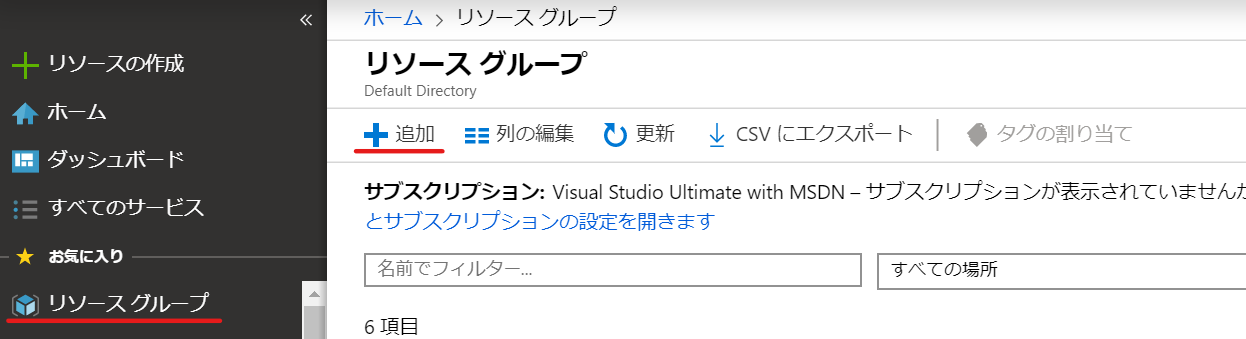 «
リソースの作成
ホーム
ダッシュボード
すべてのサービス
お気に入り
リソース グループ
ホーム > リソース グループ
リソース グループ
Default Directory
追加 列の編集 更新 CSV にエクスポート タグの割り当て
サブスクリプション: Visual Studio Ultimate with MSDN – サブスクリプションが表示されていません
とサブスクリプションの設定を開きます
名前でフィルター... すべての場所
6 項目